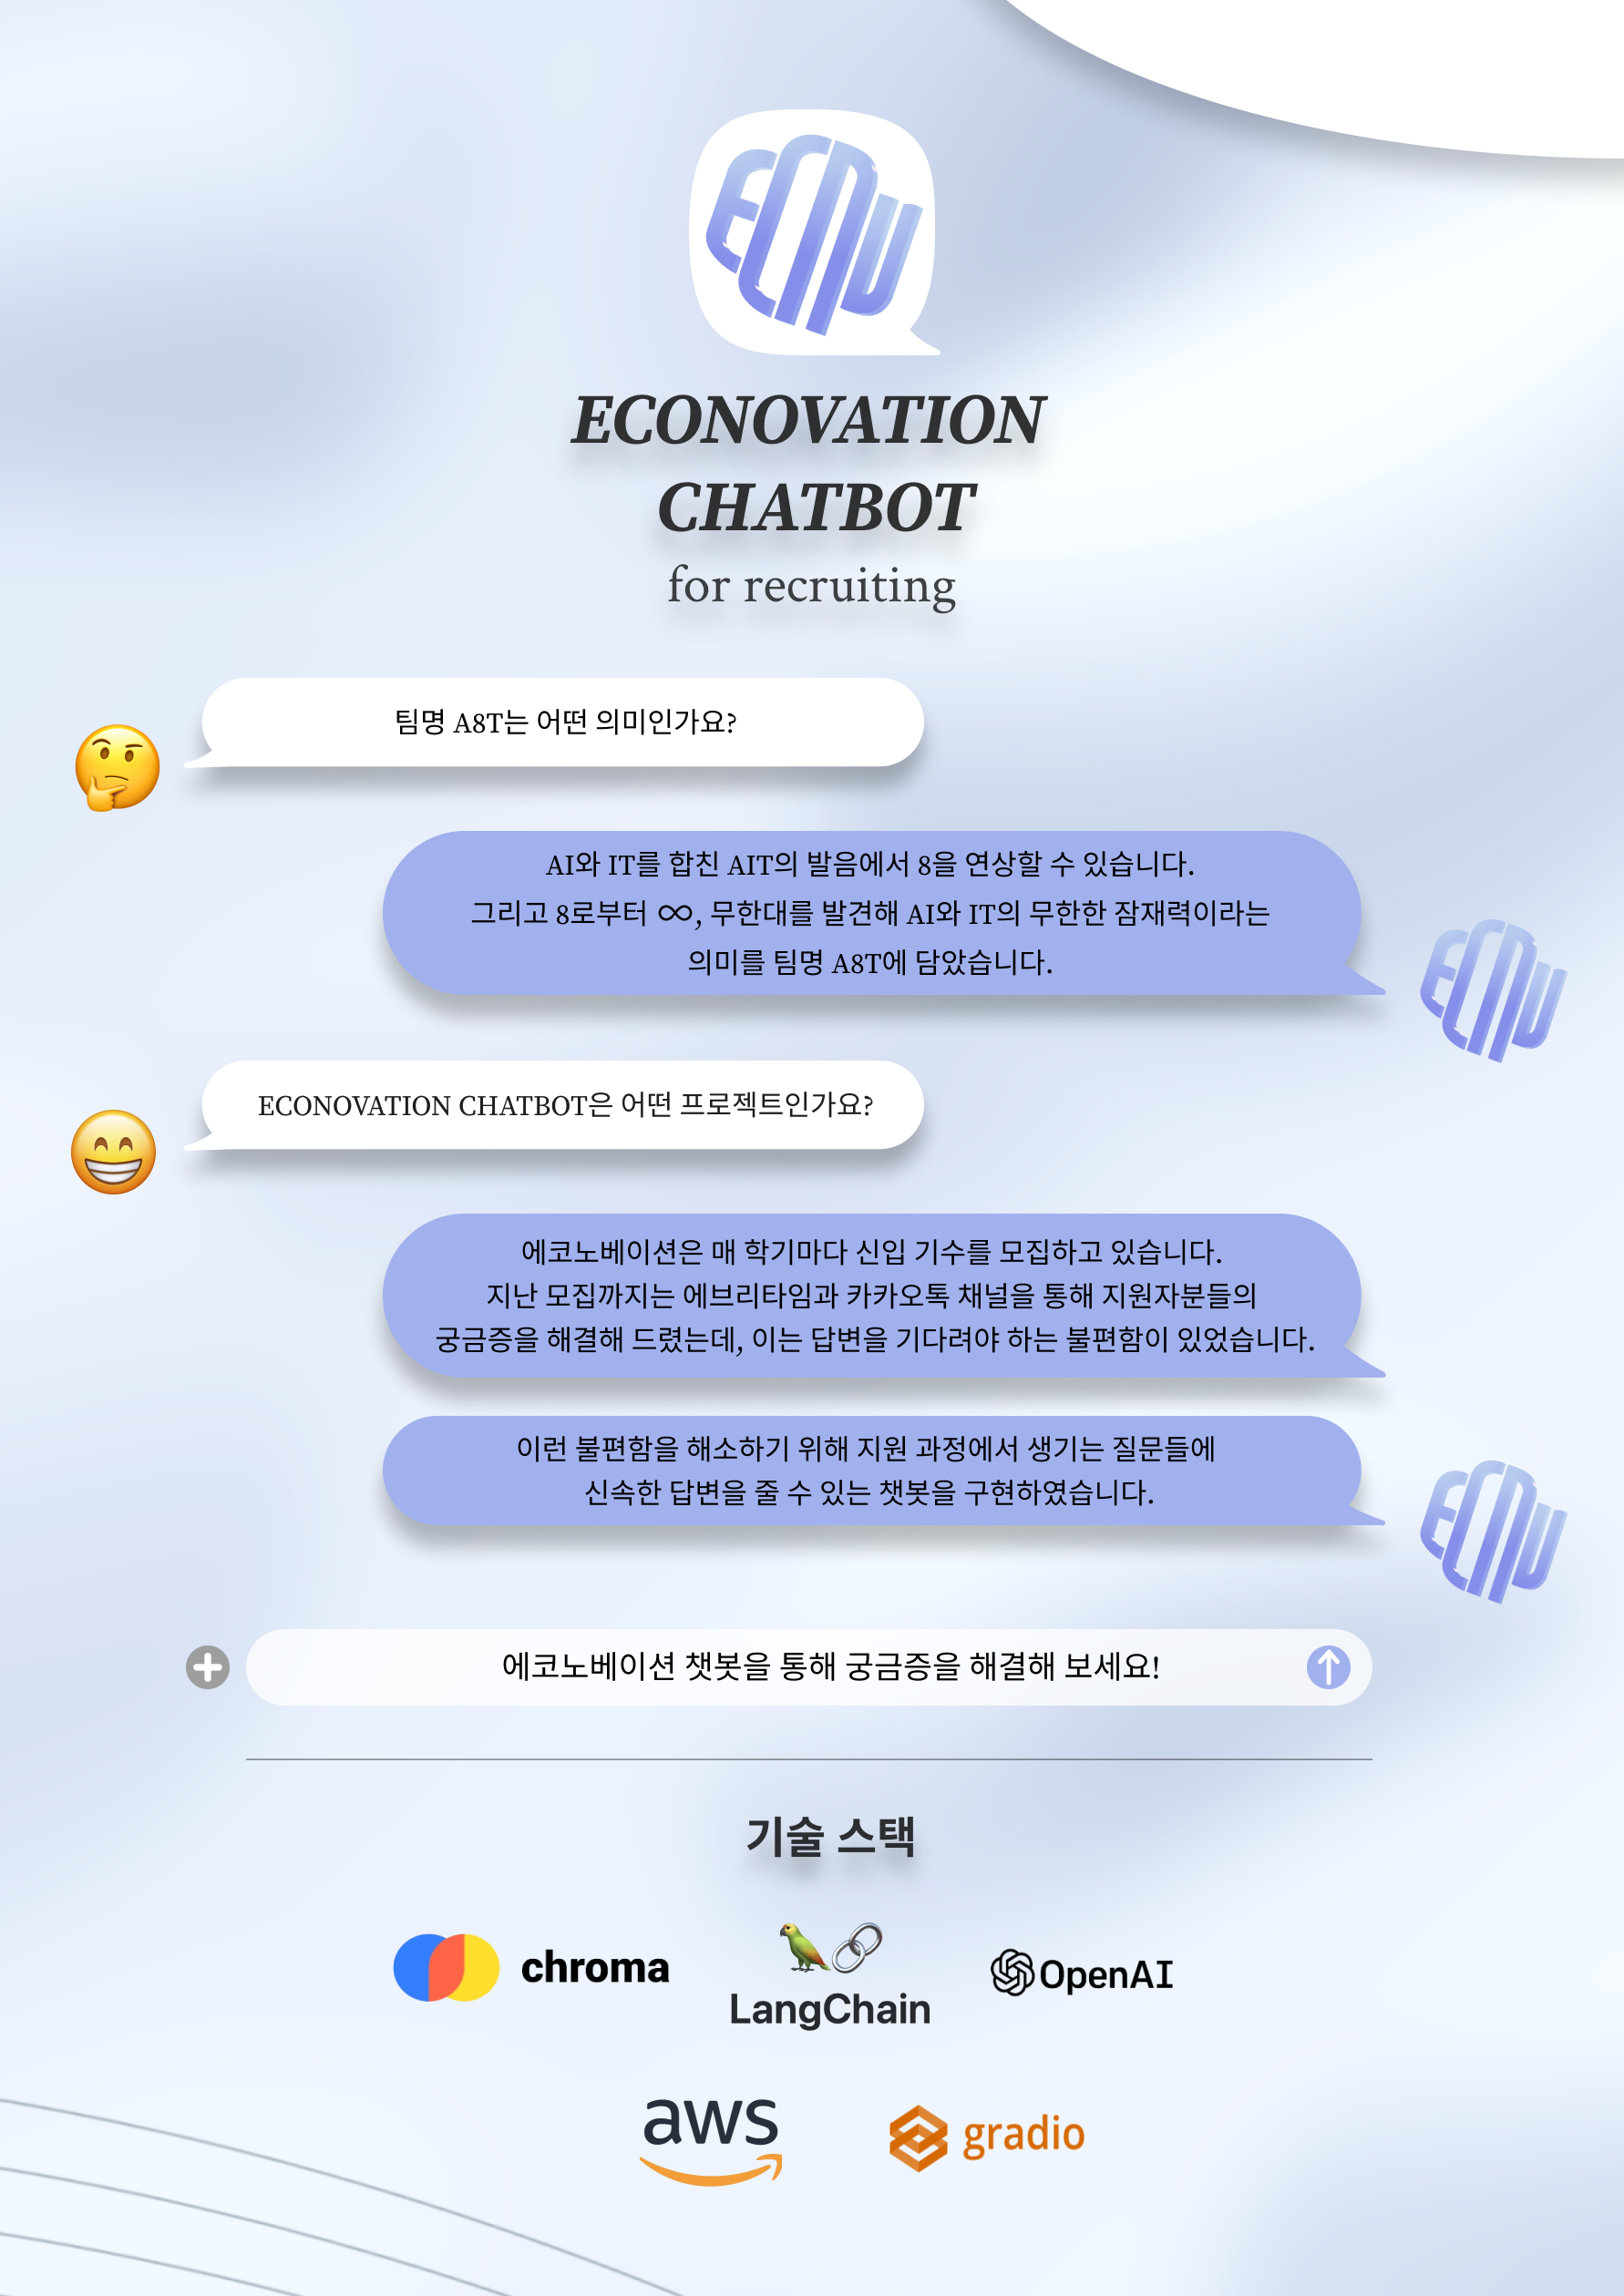 ECONOVATION
CHATBOT
for recruiting
팀명 A8T는 어떤 의미인가요?
AI와 IT를 합친 AIT의 발음에서 8을 연상할 수 있습니다.
그리고 8로부터 ∞, 무한대를 발견해 AI와 IT의 무한한 잠재력이라는
의미를 팀명 A8T에 담았습니다.
ECONOVATION CHATBOT은 어떤 프로젝트인가요?
에코노베이션은 매 학기마다 신입 기수를 모집하고 있습니다.
지난 모집까지는 에브리타임과 카카오톡 채널을 통해 지원자분들의
궁금증을 해결해 드렸는데, 이는 답변을 기다려야 하는 불편함이 있었습니다.
이런 불편함을 해소하기 위해 지원 과정에서 생기는 질문들에
신속한 답변을 줄 수 있는 챗봇을 구현하였습니다.
에코노베이션 챗봇을 통해 궁금증을 해결해 보세요!
기술 스택
chroma
LangChain
OpenAI
aws
gradio